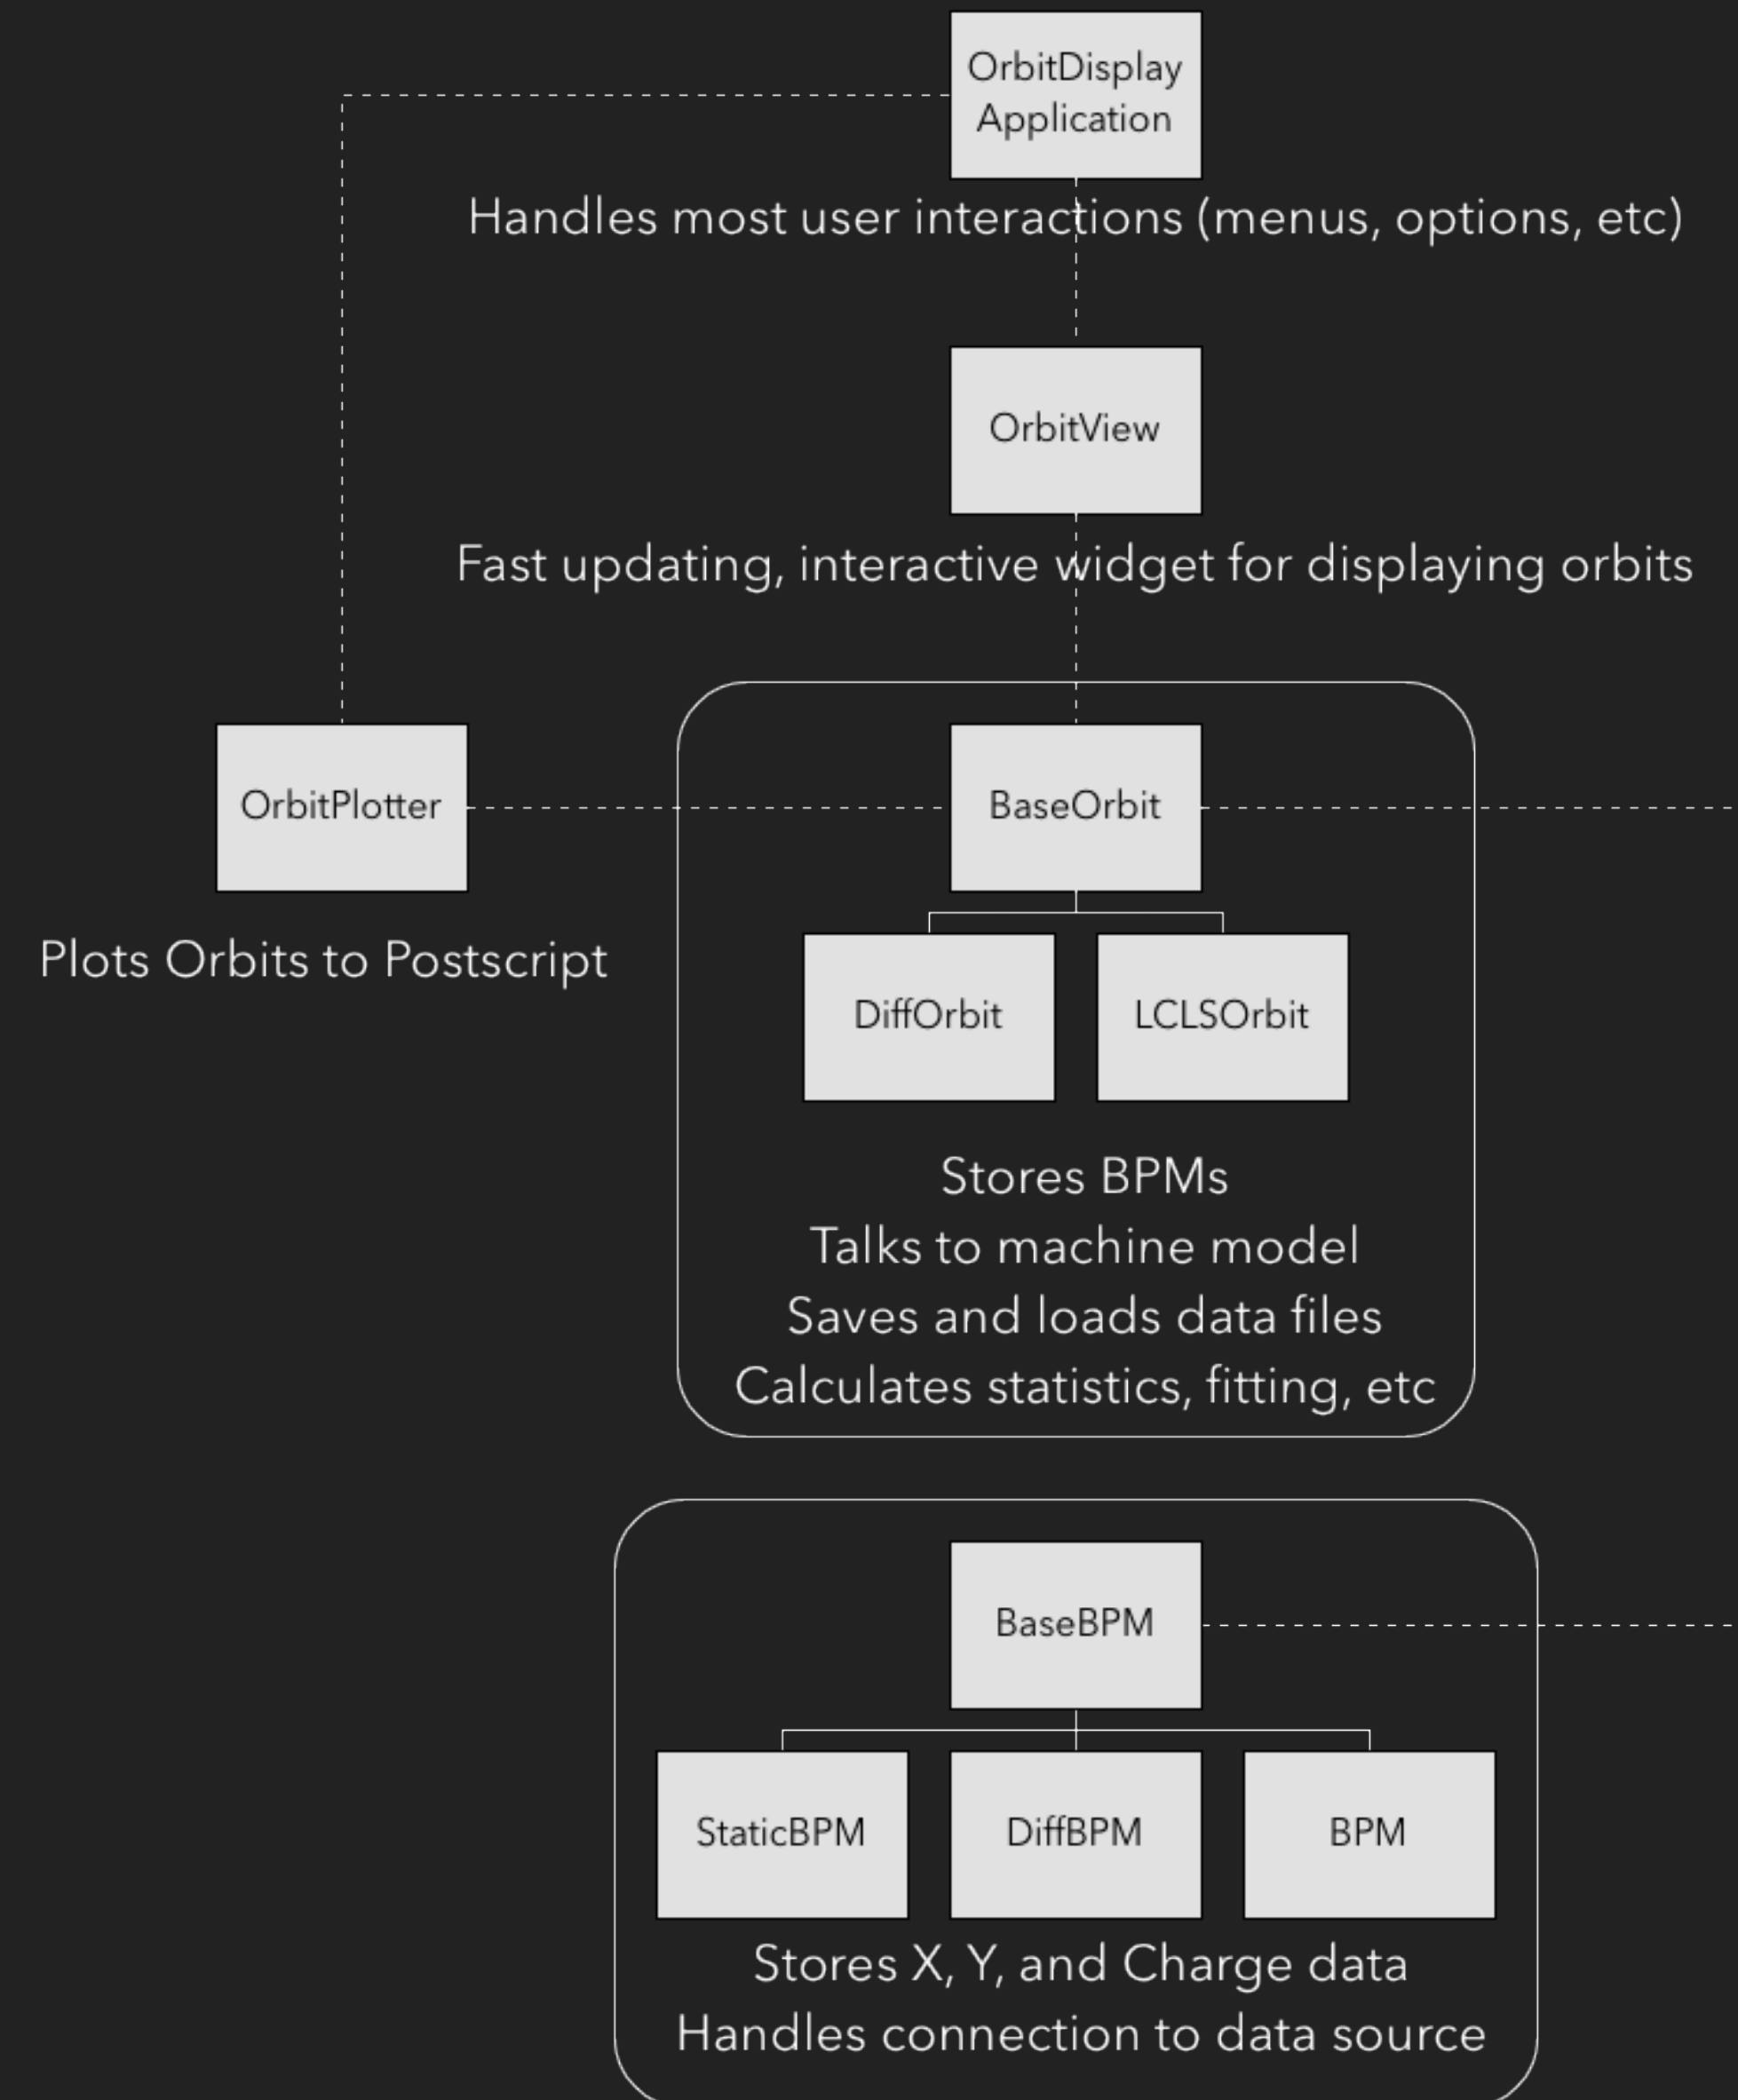 OrbitDisplay
Application
Handles most user interactions (menus, options, etc)
OrbitView
Fast updating, interactive widget for displaying orbits
OrbitPlotter
BaseOrbit
Plots Orbits to Postscript
DiffOrbit
LCLSOrbit
Stores BPMs
Talks to machine model
Saves and loads data files
Calculates statistics, fitting, etc
BaseBPM
StaticBPM
DiffBPM
BPM
Stores X, Y, and Charge data
Handles connection to data source